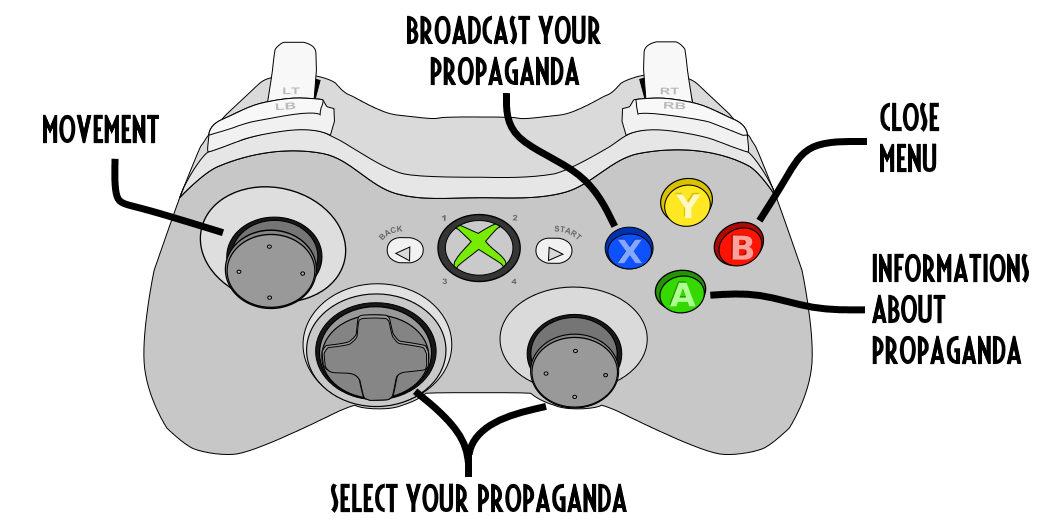 BROADCAST YOUR
PROPAGANDA
LT
LB
RT
RB
MOVEMENT
CLOSE
MENU
Y
X
B
A
BACK
START
1
2
3
4
INFORMATIONS
ABOUT
PROPAGANDA
SELECT YOUR PROPAGANDA